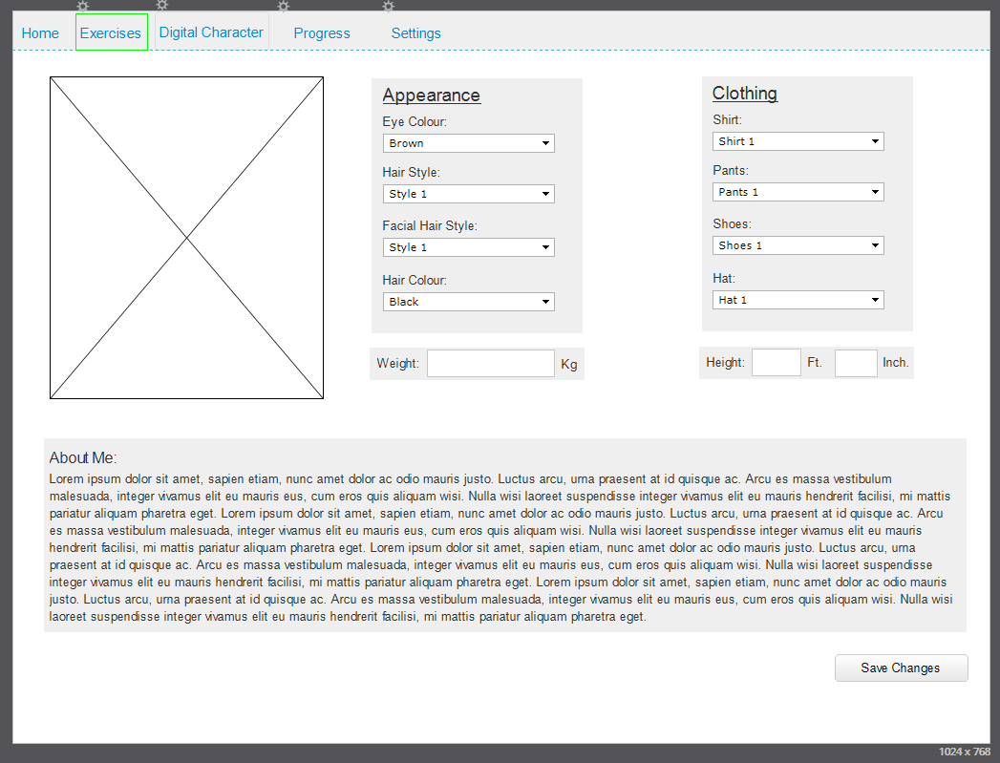 Home Exercises Digital Character Progress Settings
Appearance
Eye Colour:
Brown
Hair Style:
Style 1
Facial Hair Style:
Style 1
Hair Colour:
Black
Weight: Kg
Clothing
Shirt:
Shirt 1
Pants:
Pants 1
Shoes:
Shoes 1
Hat:
Hat 1
Height: Ft. Inch.
About Me:
Lorem ipsum dolor sit amet, sapien etiam, nunc amet dolor ac odio mauris justo. Luctus arcu, urna praesent at id quisque ac. Arcu es massa vestibulum
malesuada, integer vivamus elit eu mauris eus, cum eros quis aliquam wisi. Nulla wisi laoreet suspendisse integer vivamus elit eu mauris hendrerit facilisi, mi mattis
pariatur aliquam pharetra eget. Lorem ipsum dolor sit amet, sapien etiam, nunc amet dolor ac odio mauris justo. Luctus arcu, urna praesent at id quisque ac. Arcu
es massa vestibulum malesuada, integer vivamus elit eu mauris eus, cum eros quis aliquam wisi. Nulla wisi laoreet suspendisse integer vivamus elit eu mauris
hendrerit facilisi, mi mattis pariatur aliquam pharetra eget. Lorem ipsum dolor sit amet, sapien etiam, nunc amet dolor ac odio mauris justo. Luctus arcu, urna
praesent at id quisque ac. Arcu es massa vestibulum malesuada, integer vivamus elit eu mauris eus, cum eros quis aliquam wisi. Nulla wisi laoreet suspendisse
integer vivamus elit eu mauris hendrerit facilisi, mi mattis pariatur aliquam pharetra eget. Lorem ipsum dolor sit amet, sapien etiam, nunc amet dolor ac odio mauris
justo. Luctus arcu, urna praesent at id quisque ac. Arcu es massa vestibulum malesuada, integer vivamus elit eu mauris eus, cum eros quis aliquam wisi. Nulla wisi
laoreet suspendisse integer vivamus elit eu mauris hendrerit facilisi, mi mattis pariatur aliquam pharetra eget.
Save Changes
1024 x 768